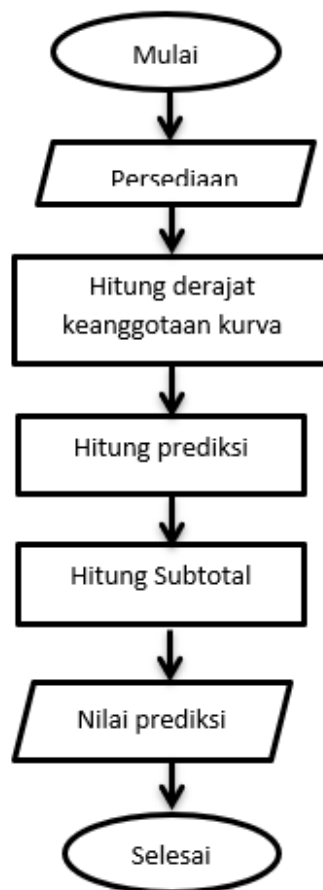 Mulai
Persediaan
Hitung derajat
keanggotaan kurva
Hitung prediksi
Hitung Subtotal
Nilai prediksi
Selesai